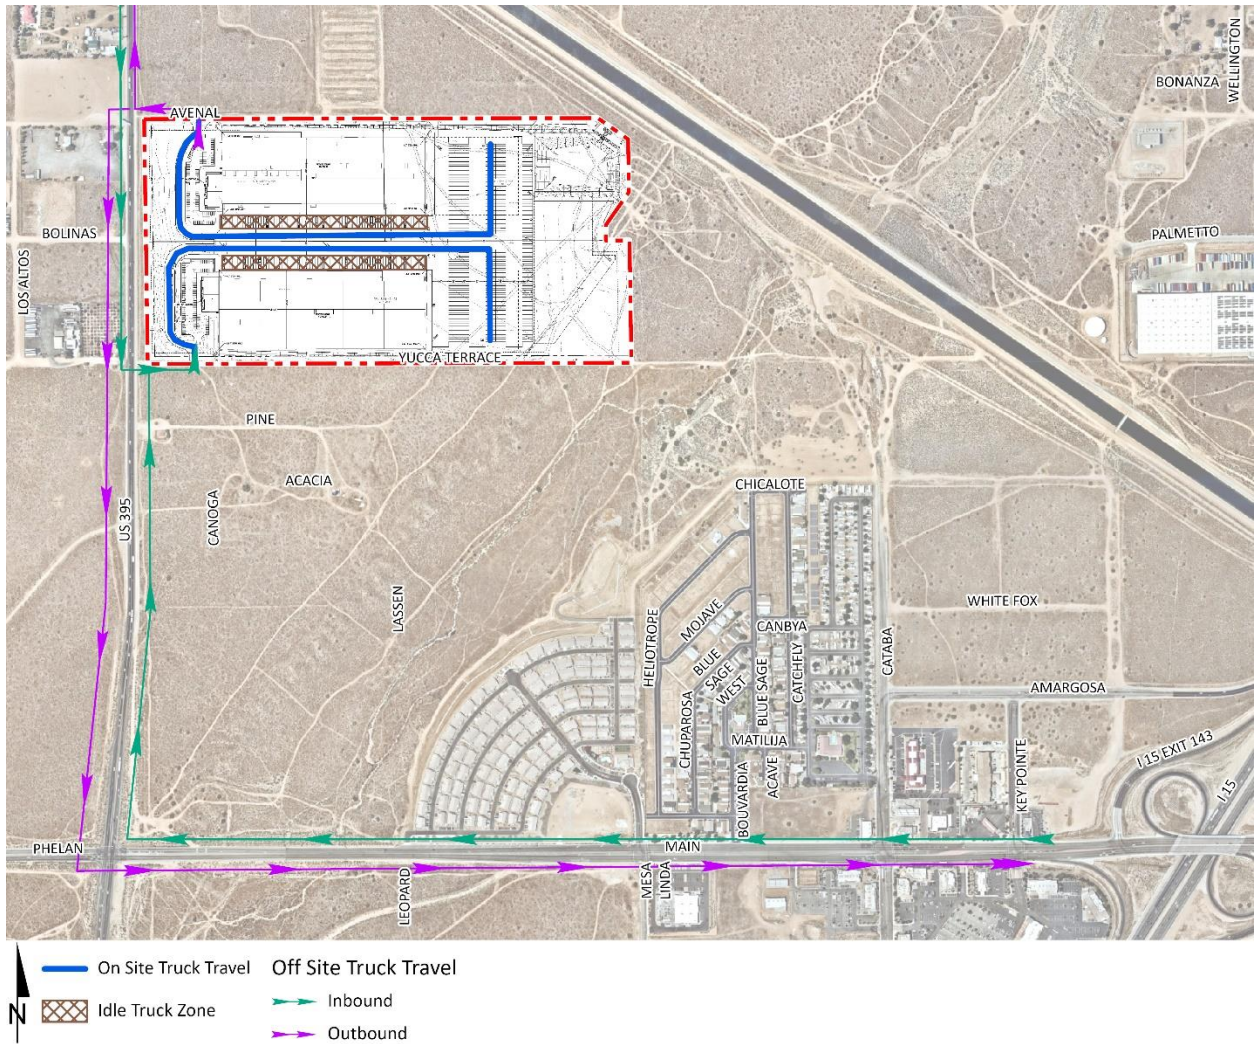 WELLINGTON
BONANZA
AVENAL
BOLINAS
LOS ALTOS
PALMETTO
YUCCA TERRACE
PINE
ACACIA
CANOGA
US 395
CHICALOTE
LASSEN
HELIOTROPE
MOJAVE
CANBYA
WHITE FOX
BLUE
SAGE
WEST
BLUE SAGE
CATCHFLY
CATABA
AMARGOSA
CHUPAROSA
MATILIJA
BOUVARDIA
ACAVE
KEY POINTE
I 15 EXIT 143
I 15
PHELAN
MAIN
LEOPARD
MESA
LINDA
N
On Site Truck Travel
Idle Truck Zone
Off Site Truck Travel
Inbound
Outbound